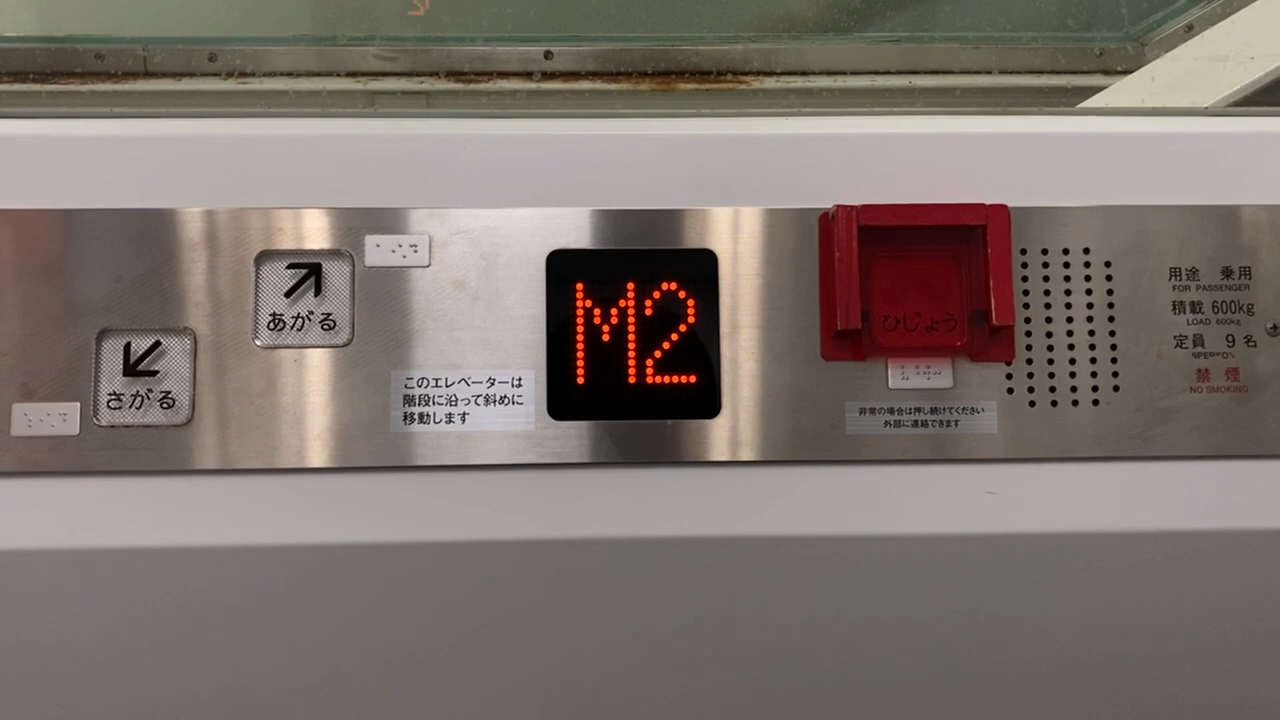 あがる
さがる
このエレベーターは
階段に沿って斜めに
移動します
M2
ひじょう
非常の場合は押し続けてください
外部に連絡できます
用途 乗用
FOR PASSENGER
積載 600kg
LOAD 600kg
定員 9名
9PERSON
禁煙
NO SMOKING